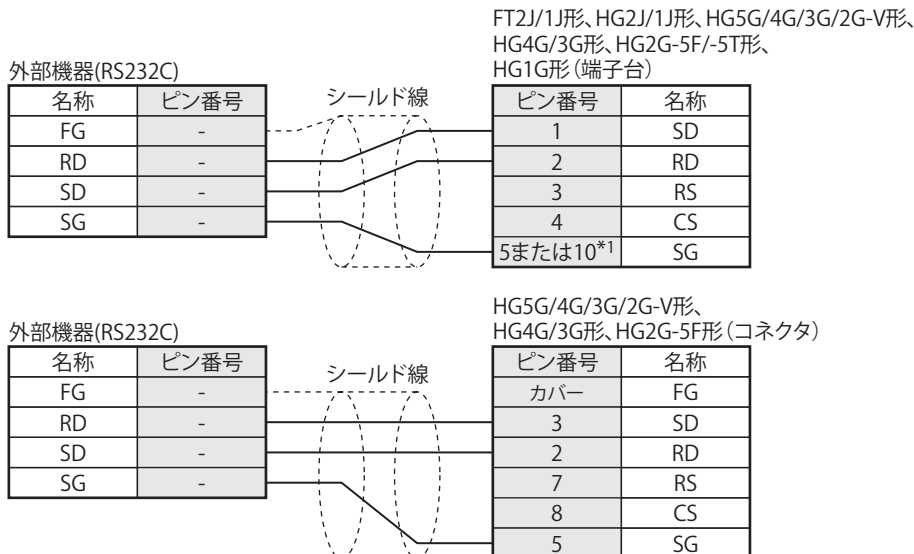 FT2J/1J形、HG2J/1J形、HG5G/4G/3G/2G-V形、
HG4G/3G形、HG2G-5F/-5T形、
HG1G形（端子台）
外部機器(RS232C)
名称 ピン番号
FG -
RD -
SD -
SG -
シールド線
ピン番号 名称
1 SD
2 RD
3 RS
4 CS
5または10*1 SG
HG5G/4G/3G/2G-V形、
HG4G/3G形、HG2G-5F形（コネクタ）
外部機器(RS232C)
名称 ピン番号
FG -
RD -
SD -
SG -
シールド線
ピン番号 名称
カバー FG
3 SD
2 RD
7 RS
8 CS
5 SG